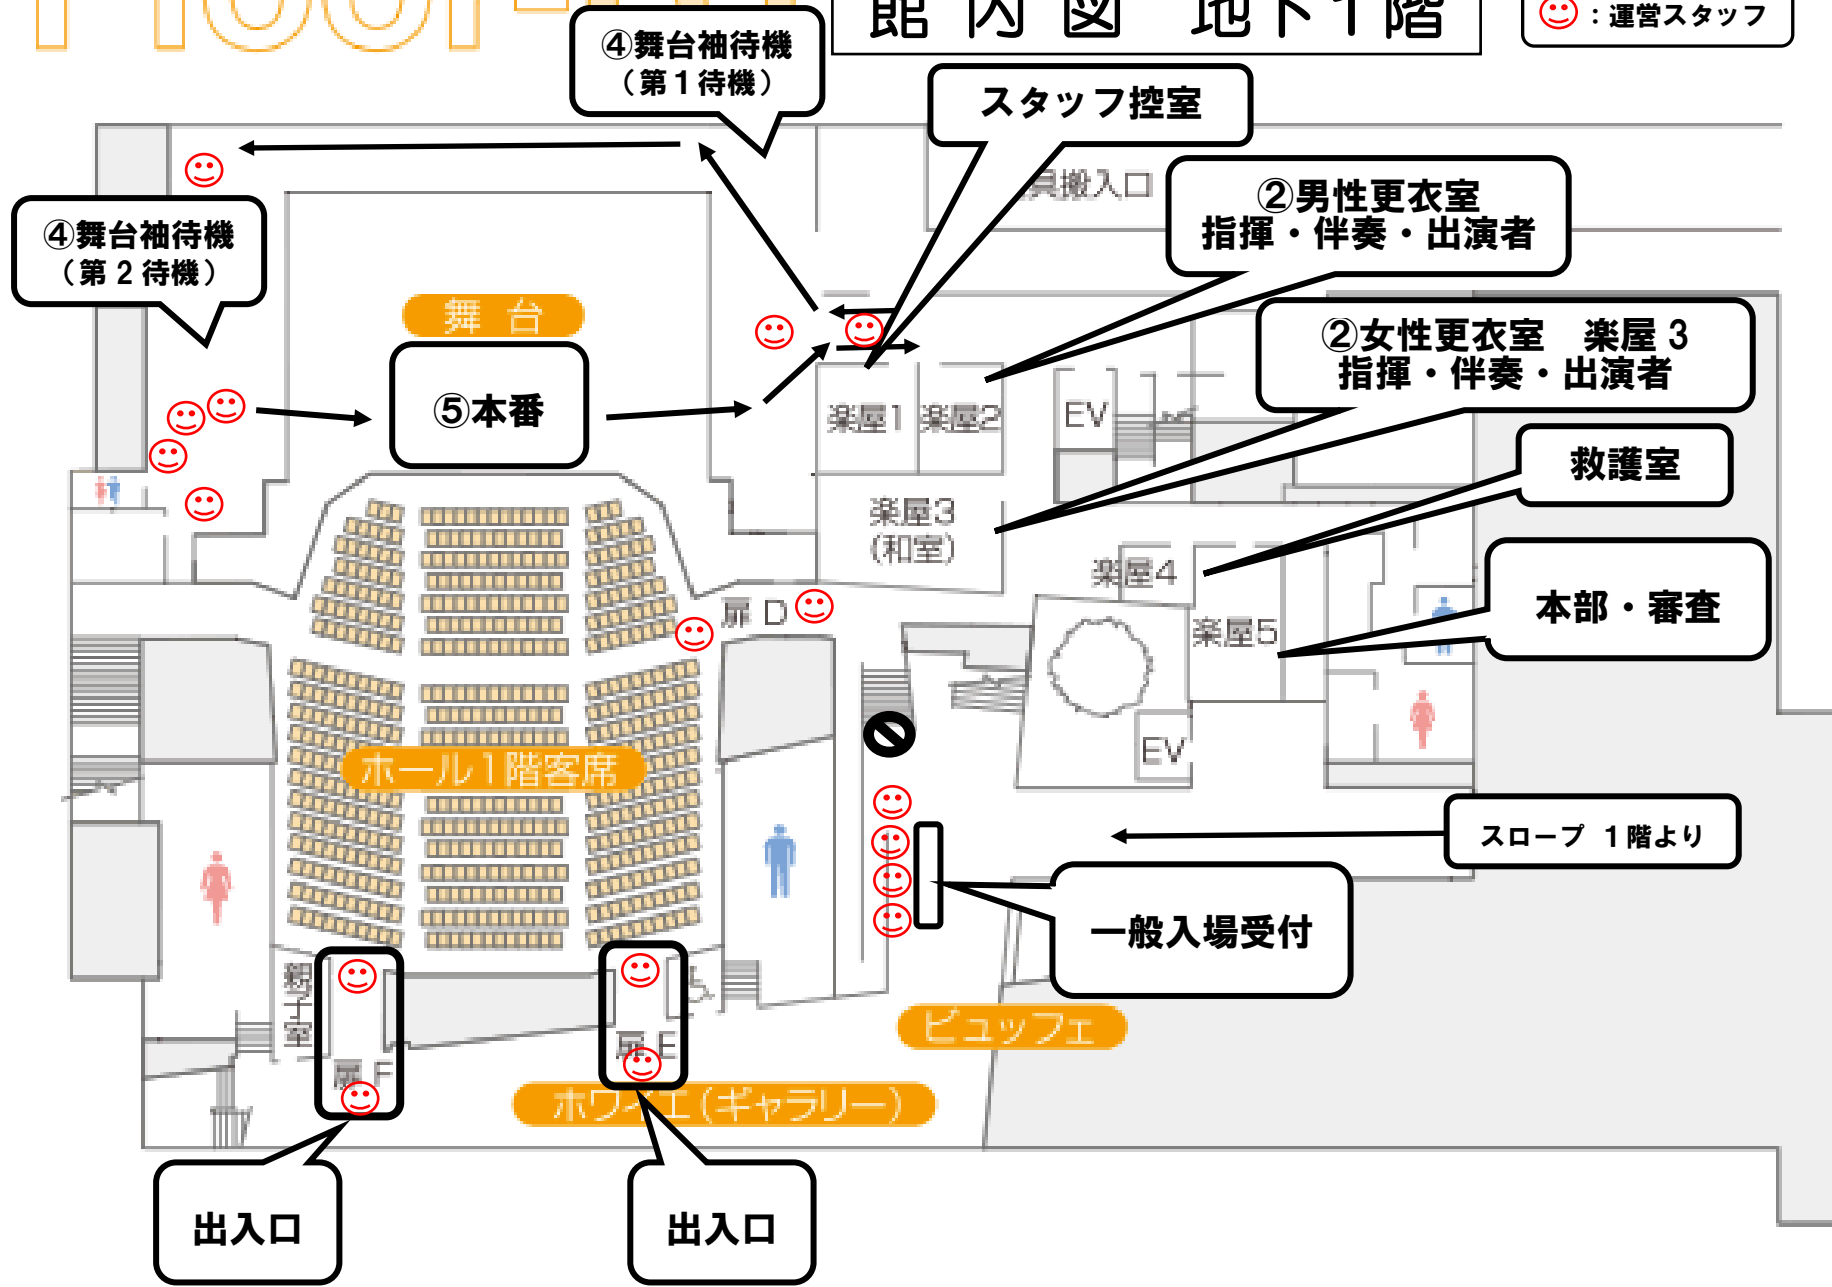 館内図 地下1階
：運営スタッフ
④舞台袖待機
（第１待機）
スタッフ控室
具搬入口
②男性更衣室
指揮・伴奏・出演者
④舞台袖待機
（第２待機）
舞台
②女性更衣室 楽屋３
指揮・伴奏・出演者
⑤本番
楽屋1
楽屋2
EV
救護室
楽屋3
(和室)
楽屋4
本部・審査
扉 D
楽屋5
EV
ホール1階客席
スロープ １階より
一般入場受付
親子室
扉 F
扉 E
ビュッフェ
ホワイエ(ギャラリー)
出入口
出入口